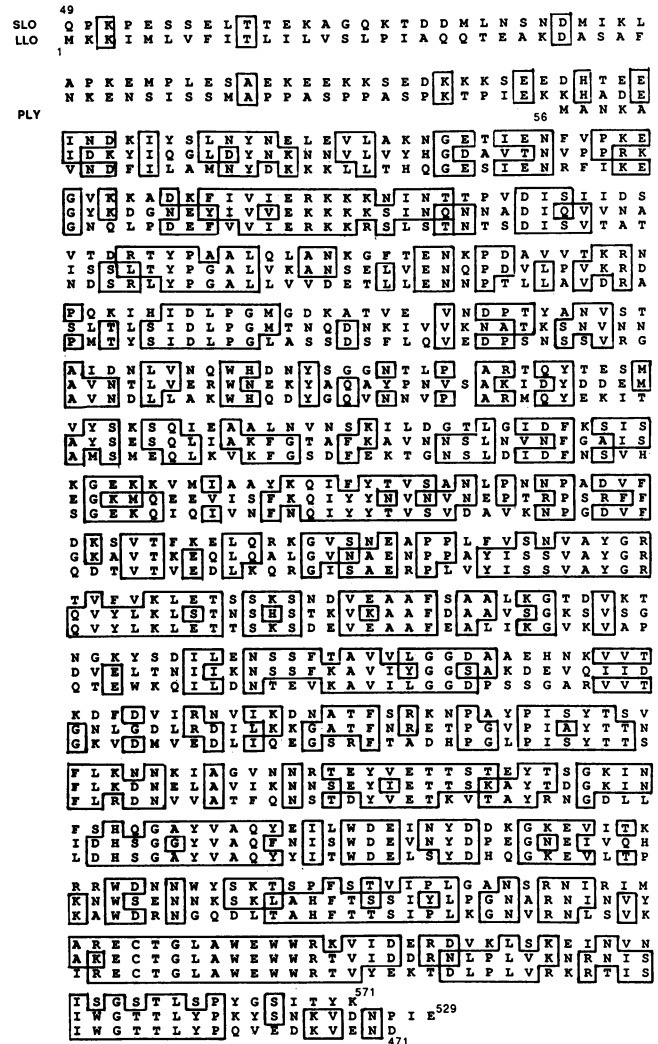 49
SLO Q P K P E S S E L T T E K A G Q K T D D M L N S N D M I K L
LLO M K K I M L V F I T L I L V S L P I A Q Q T E A K D A S A F
1
A P K E M P L E S A E K E E K K S E D K K K S E E D H T E E
N K E N S I S S M A P P A S P P A S P K T P I E K K H A D E
PLY M A N K A
56
I N D K I Y S L N Y N E L E V L A K N G E T I E N F V P K E
I D K Y I Q G L D Y N K N N V L V Y H G D A V T N V P P R K
V N D F I L A M N Y D K K K L L T H Q G E S I E N R F I K E
G V K K A D K F I V I E R K K K N I N T T P V D I S I I D S
G Y K D G N E Y I V V E K K K K S I N Q N N A D I Q V V N A
G N Q L P D E F V V I E R K K R S L S T N T S D I S V T A T
V T D R T Y P A A L Q L A N K G F T E N K P D A V V T K R N
I S S L T Y P G A L V K A N S E L V E N Q P D V L P V K R D
N D S R L Y P G A L L V V D E T L L E N N P T L L A V D R A
P Q K I H I D L P G M G D K A T V E V N D P T Y A N V S T
S L T L S I D L P G M T N Q D N K I V V K N A T K S N V N N
P M T Y S I D L P G L A S S D S F L Q V E D P S N S S V R G
A I D N L V N Q W H D N Y S G G N T L P A R T Q Y T E S M
A V N T L V E R W N E K Y A Q A Y P N V S A K I D Y D D E M
A V N D L L A K W H Q D Y G Q V N N V P A R M Q Y E K I T
V Y S K S Q I E A A L N V N S K I L D G T L G I D F K S I S
A Y S E S Q L I A K F G T A F K A V N N S L N V N F G A I S
A M S M E Q L K V K F G S D F E K T G N S L D I D F N S V H
K G E K K V M I A A Y K Q I F Y T V S A N L P N N P A D V F
E G K M Q E E V I S F K Q I Y Y N V N V N E P T R P S R F F
S G E K Q I Q I V N F N Q I Y Y T V S V D A V K N P G D V F
D K S V T F K E L Q R K G V S N E A P P L F V S N V A Y G R
G K A V T K E Q L Q A L G V N A E N P P A Y I S S V A Y G R
Q D T V T V E D L K Q R G I S A E R P L V Y I S S V A Y G R
T V F V K L E T S S K S N D V E A A F S A A L K G T D V K T
Q V Y L K L S T N S H S T K V K A A F D A A V S G K S V S G
Q V Y L K L E T T S K S D E V E A A F E A L I K G V K V A P
N G K Y S D I L E N S S F T A V V L G G D A A E H N K V V T
D V E L T N I I K N S S F K A V I Y G G S A K D E V Q I I D
Q T E W K Q I L D N T E V K A V I L G G D P S S G A R V V T
K D F D V I R N V I K D N A T F S R K N P A Y P I S Y T S V
G N L G D L R D I L K K G A T F N R E T P G V P I A Y T T N
G K V D M V E D L I Q E G S R F T A D H P G L P I S Y T T S
F L K N N K I A G V N N R T E Y V E T T S T E Y T S G K I N
F L K D N E L A V I K N N S E Y I E T T S K A Y T D G K I N
F L R D N V V A T F Q N S T D Y V E T K V T A Y R N G D L L
F S H Q G A Y V A Q Y E I L W D E I N Y D D K G K E V I T K
I D H S G G Y V A Q F N I S W D E V N Y D P E G N E I V Q H
L D H S G A Y V A Q Y Y I T W D E L S Y D H Q G K E V L T P
R R W D N N W Y S K T S P F S T V I P L G A N S R N I R I M
K N W S E N N K S K L A H F T S S I Y L P G N A R N I N V Y
K A W D R N G Q D L T A H F T T S I P L K G N V R N L S V K
A R E C T G L A W E W W R K V I D E R D V K L S K E I N V N
A K E C T G L A W E W W R T V I D D R N L P L V K N R N I S
I R E C T G L A W E W W R T V Y E K T D L P L V R K R T I S
I S G S T L S P Y G S I T Y K 571
I W G T T L Y P K Y S N K V D N P I E 529
I W G T T L Y P Q V E D K V E N D
471